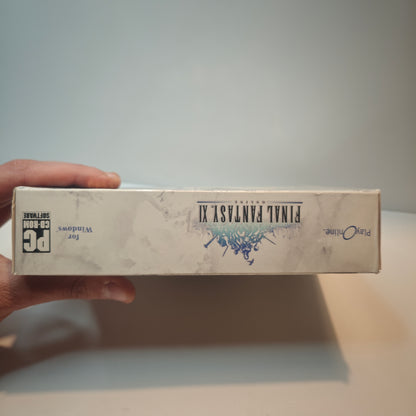 PlayOnline
FINAL FANTASY XI
ONLINE
for
Windows
PC
CD-ROM
SOFTWARE